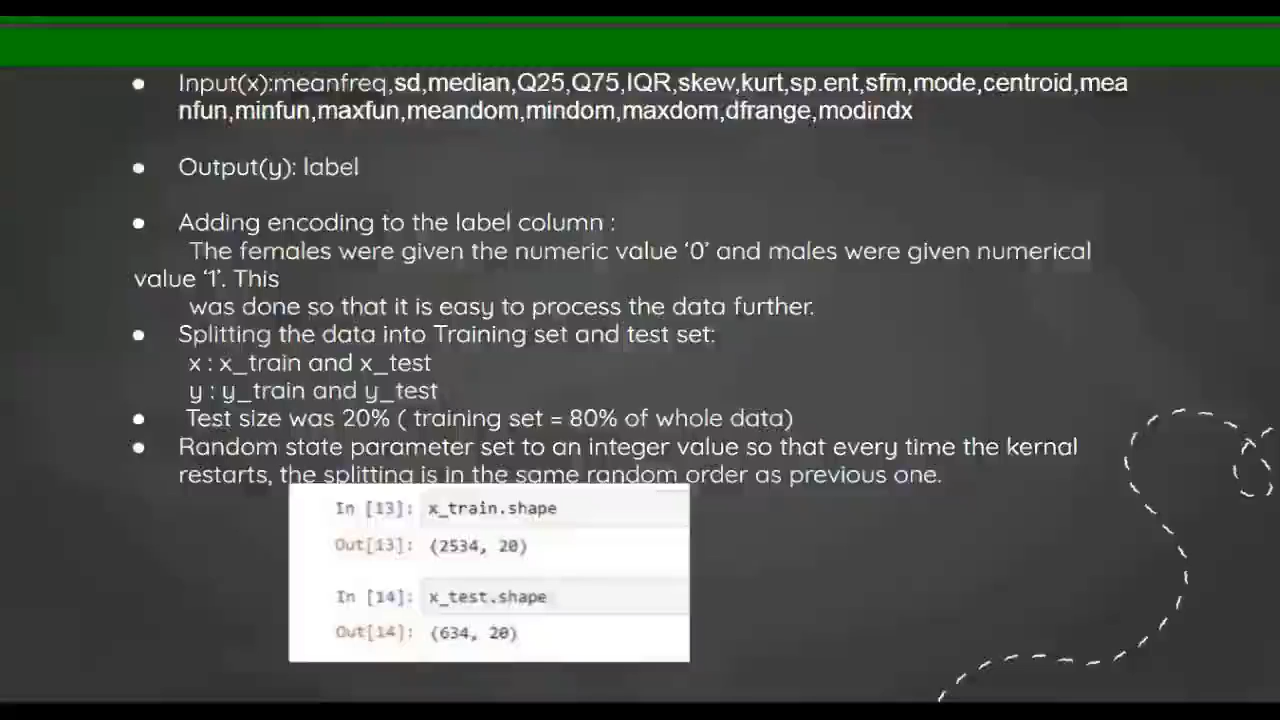 Input(x):meanfreq,sd,median,Q25,Q75,IQR,skew,kurt,sp.ent,sfm,mode,centroid,mea
nfun,minfun,maxfun,meandom,mindom,maxdom,dfrange,modindx
Output(y): label
Adding encoding to the label column :
The females were given the numeric value ‘0’ and males were given numerical
value ‘1’. This
was done so that it is easy to process the data further.
Splitting the data into Training set and test set:
x : x_train and x_test
y : y_train and y_test
Test size was 20% ( training set = 80% of whole data)
Random state parameter set to an integer value so that every time the kernal
restarts, the splitting is in the same random order as previous one.
In [13]: x_train.shape
Out[13]: (2534, 20)
In [14]: x_test.shape
Out[14]: (634, 20)